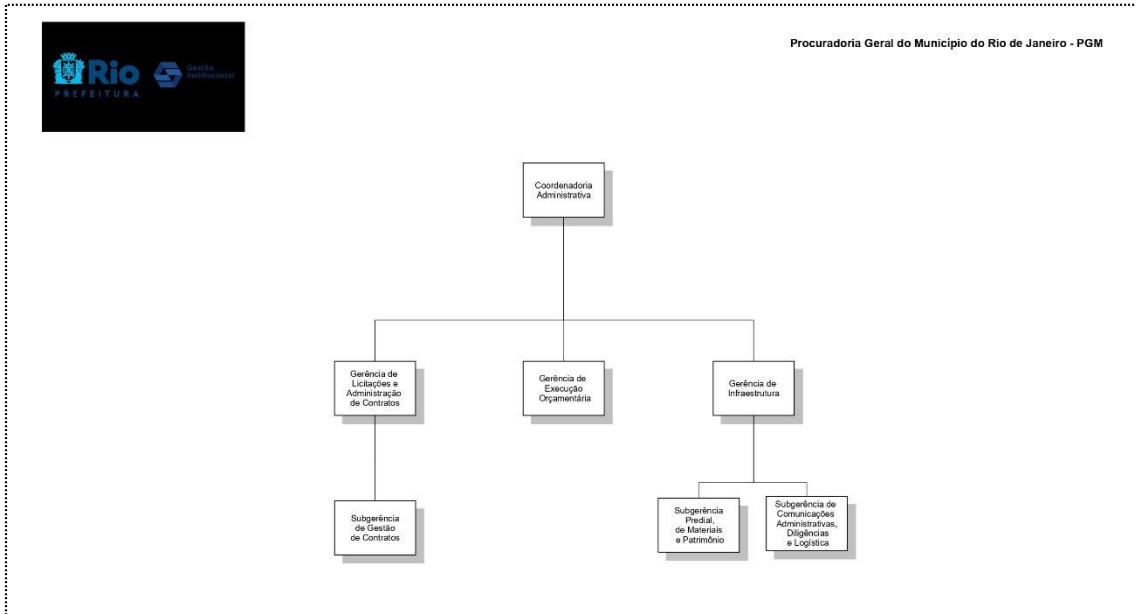 Rio
PREFEITURA
Gestão
Institucional
Procuradoria Geral do Município do Rio de Janeiro - PGM
Coordenadoria
Administrativa
Gerência de
Licitações e
Administração
de Contratos
Gerência de
Execução
Orçamentária
Gerência de
Infraestrutura
Subgerência
de Gestão
de Contratos
Subgerência
Predial,
de Materiais
e Patrimônio
Subgerência de
Comunicações
Administrativas,
Diligências
e Logística